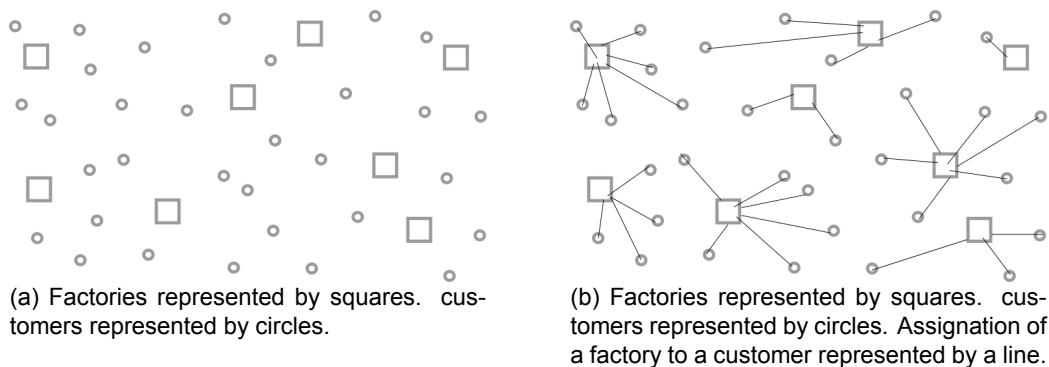 (a) Factories represented by squares. cus-
tomers represented by circles.
(b) Factories represented by squares. cus-
tomers represented by circles. Assignation of
a factory to a customer represented by a line.